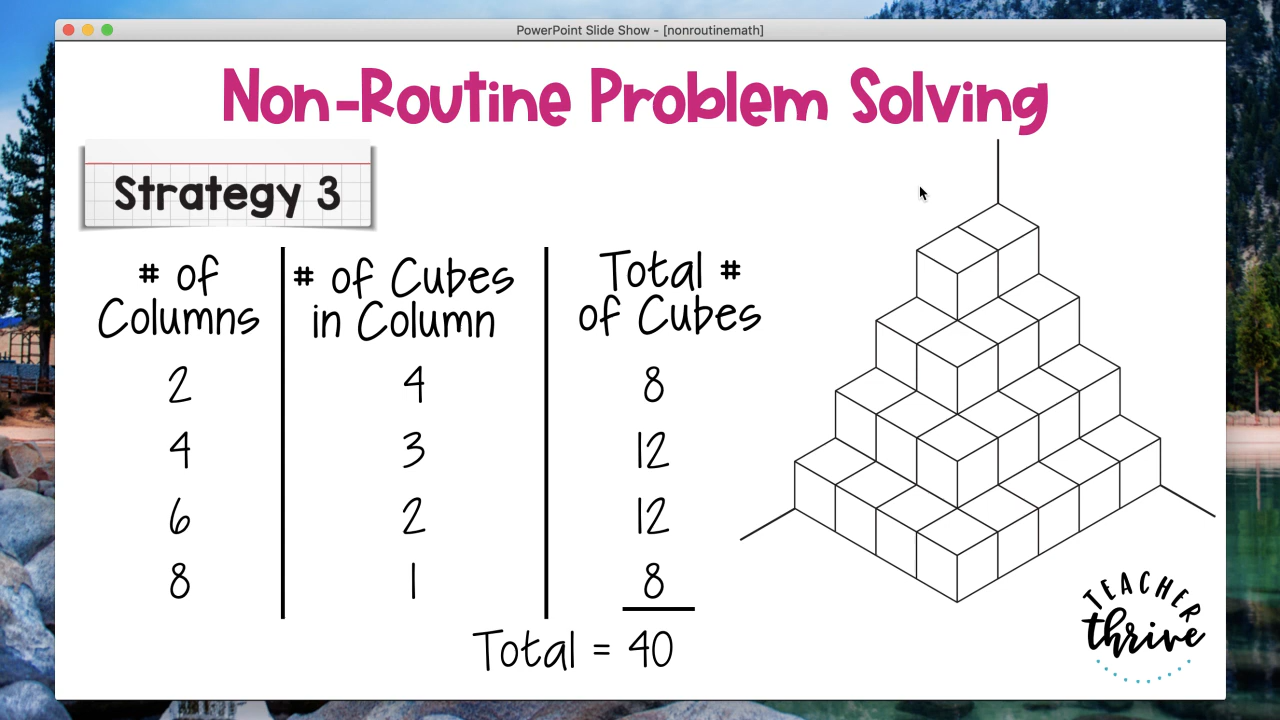 PowerPoint Slide Show - [nonroutinemath]
Non-Routine Problem Solving
Strategy 3
# of Columns | # of Cubes in Column | Total # of Cubes
2 | 4 | 8
4 | 3 | 12
6 | 2 | 12
8 | 1 | 8
Total = 40
TEACHER
thrive